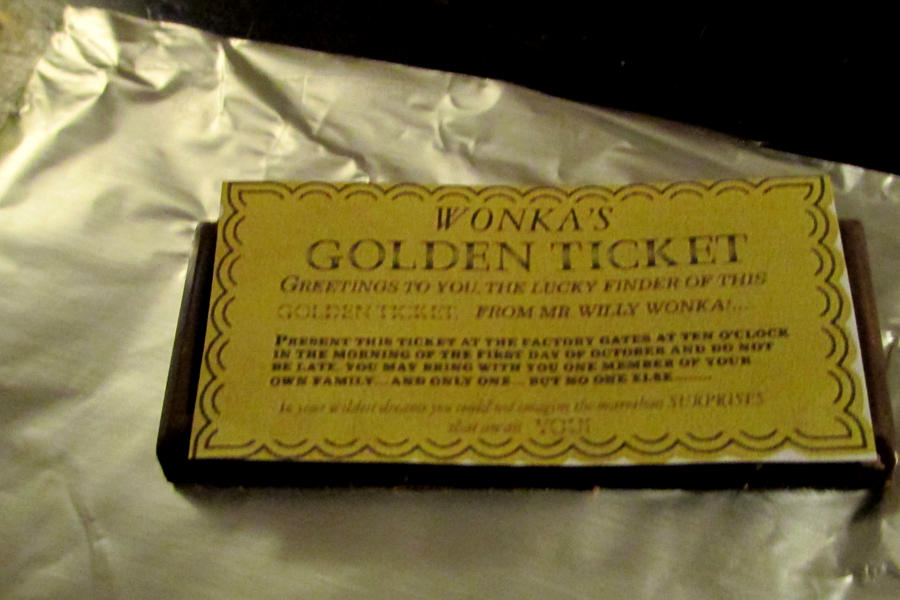 WONKA'S
GOLDEN TICKET
GREETINGS TO YOU, THE LUCKY FINDER OF THIS
GOLDEN TICKET, FROM MR WILLY WONKA!...
PRESENT THIS TICKET AT THE FACTORY GATES AT TEN O'CLOCK
IN THE MORNING OF THE FIRST DAY OF OCTOBER AND DO NOT
BE LATE. YOU MAY BRING WITH YOU ONE MEMBER OF YOUR
OWN FAMILY... AND ONLY ONE... BUT NO ONE ELSE.........
In your wildest dreams you could not imagine the marvellous SURPRISES
that await YOU!